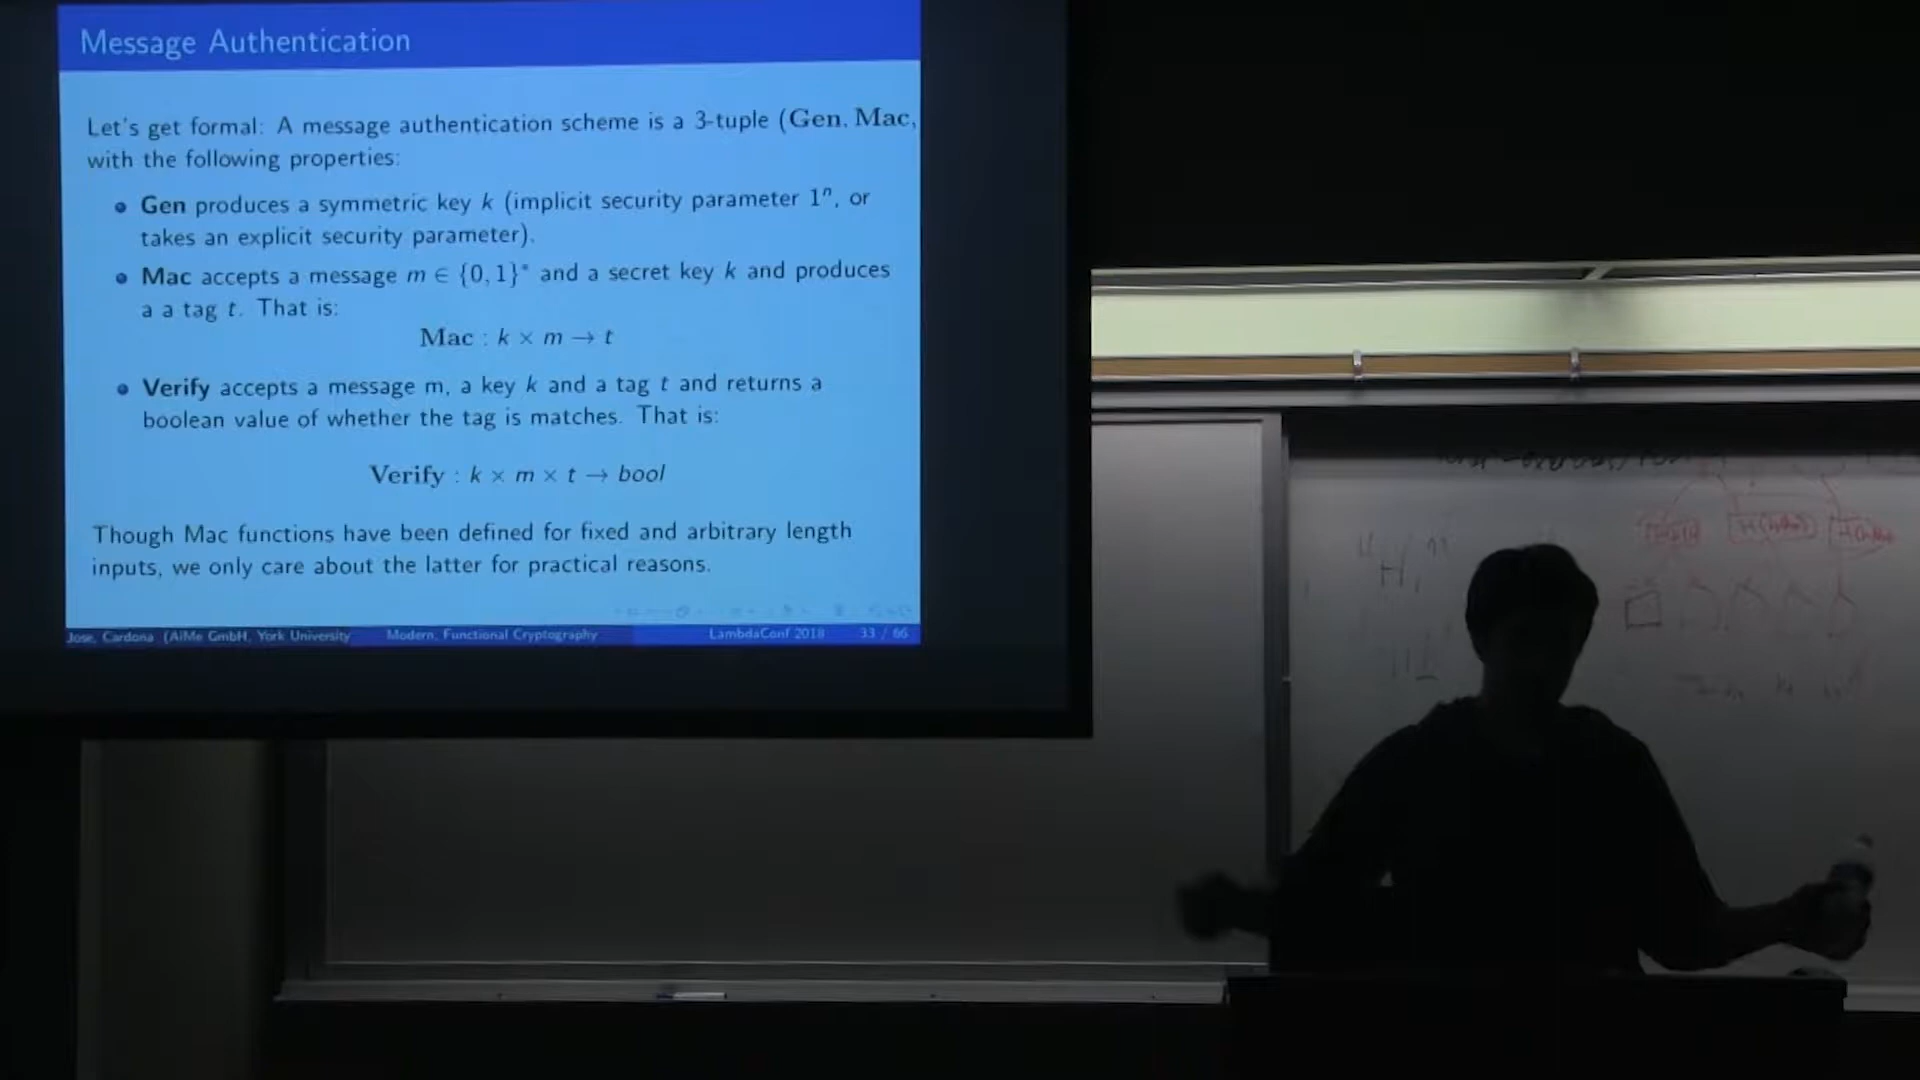 Message Authentication
Let's get formal: A message authentication scheme is a 3-tuple (Gen, Mac,
with the following properties:
• Gen produces a symmetric key k (implicit security parameter 1ⁿ, or
takes an explicit security parameter).
• Mac accepts a message m ∈ {0, 1}* and a secret key k and produces
a a tag t. That is:
Mac : k × m → t
• Verify accepts a message m, a key k and a tag t and returns a
boolean value of whether the tag is matches. That is:
Verify : k × m × t → bool
Though Mac functions have been defined for fixed and arbitrary length
inputs, we only care about the latter for practical reasons.
Jose, Cardona (AiMe GmbH, York University Modern, Functional Cryptography LambdaConf 2018 33 / 66